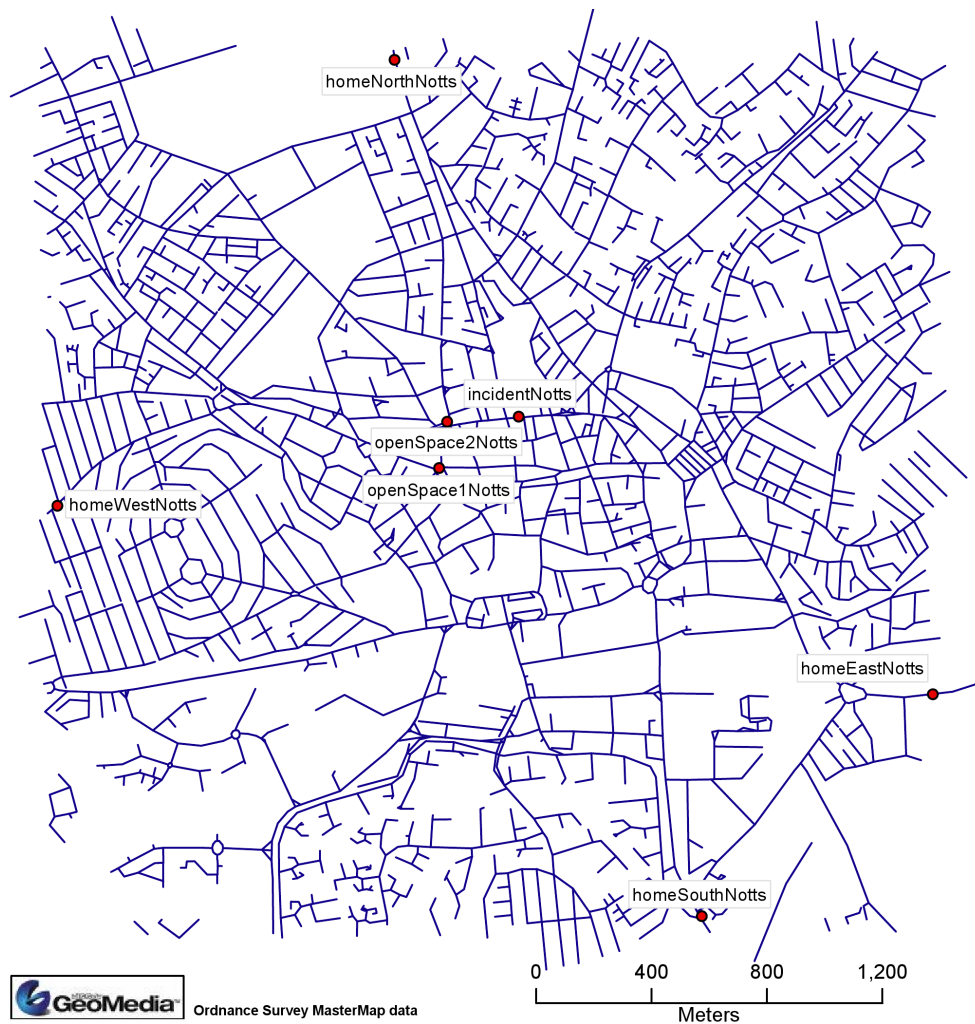 homeNorthNotts
incidentNotts
openSpace2Notts
openSpace1Notts
homeWestNotts
homeEastNotts
homeSouthNotts
0 400 800 1,200
Meters
GeoMedia
Ordnance Survey MasterMap data